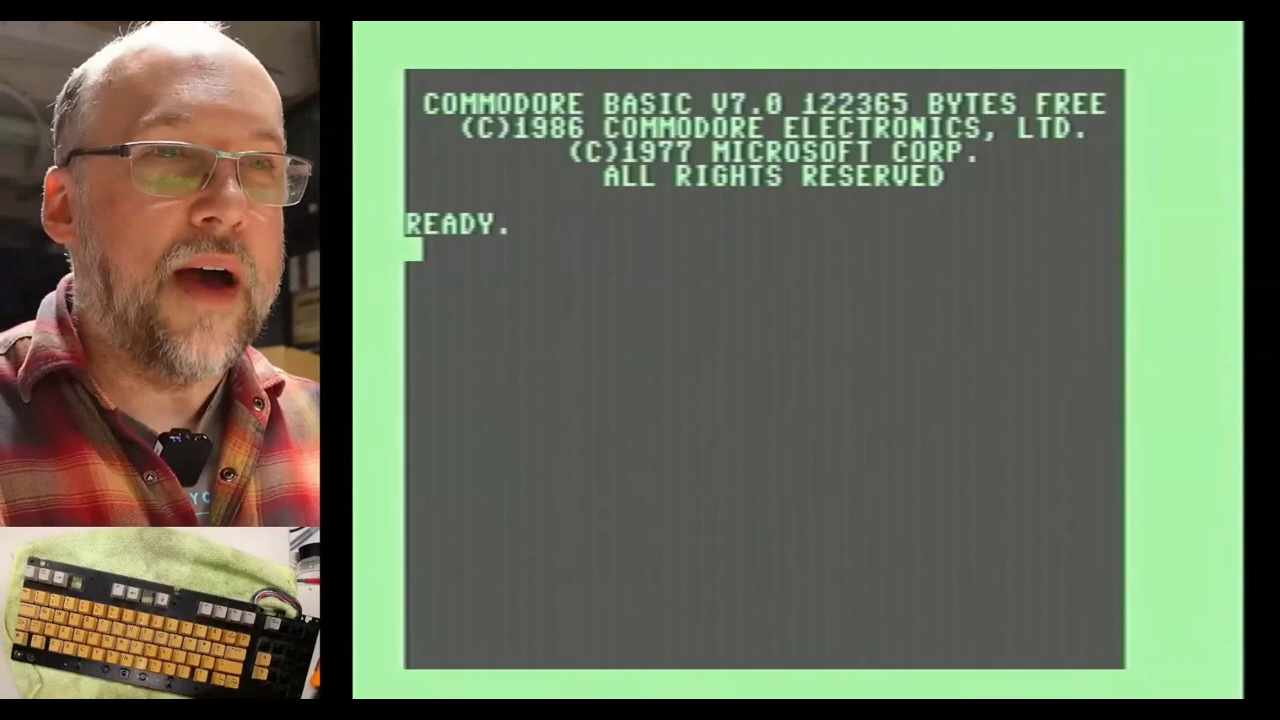 COMMODORE BASIC V7.0 122365 BYTES FREE
(C)1986 COMMODORE ELECTRONICS, LTD.
(C)1977 MICROSOFT CORP.
ALL RIGHTS RESERVED
READY.